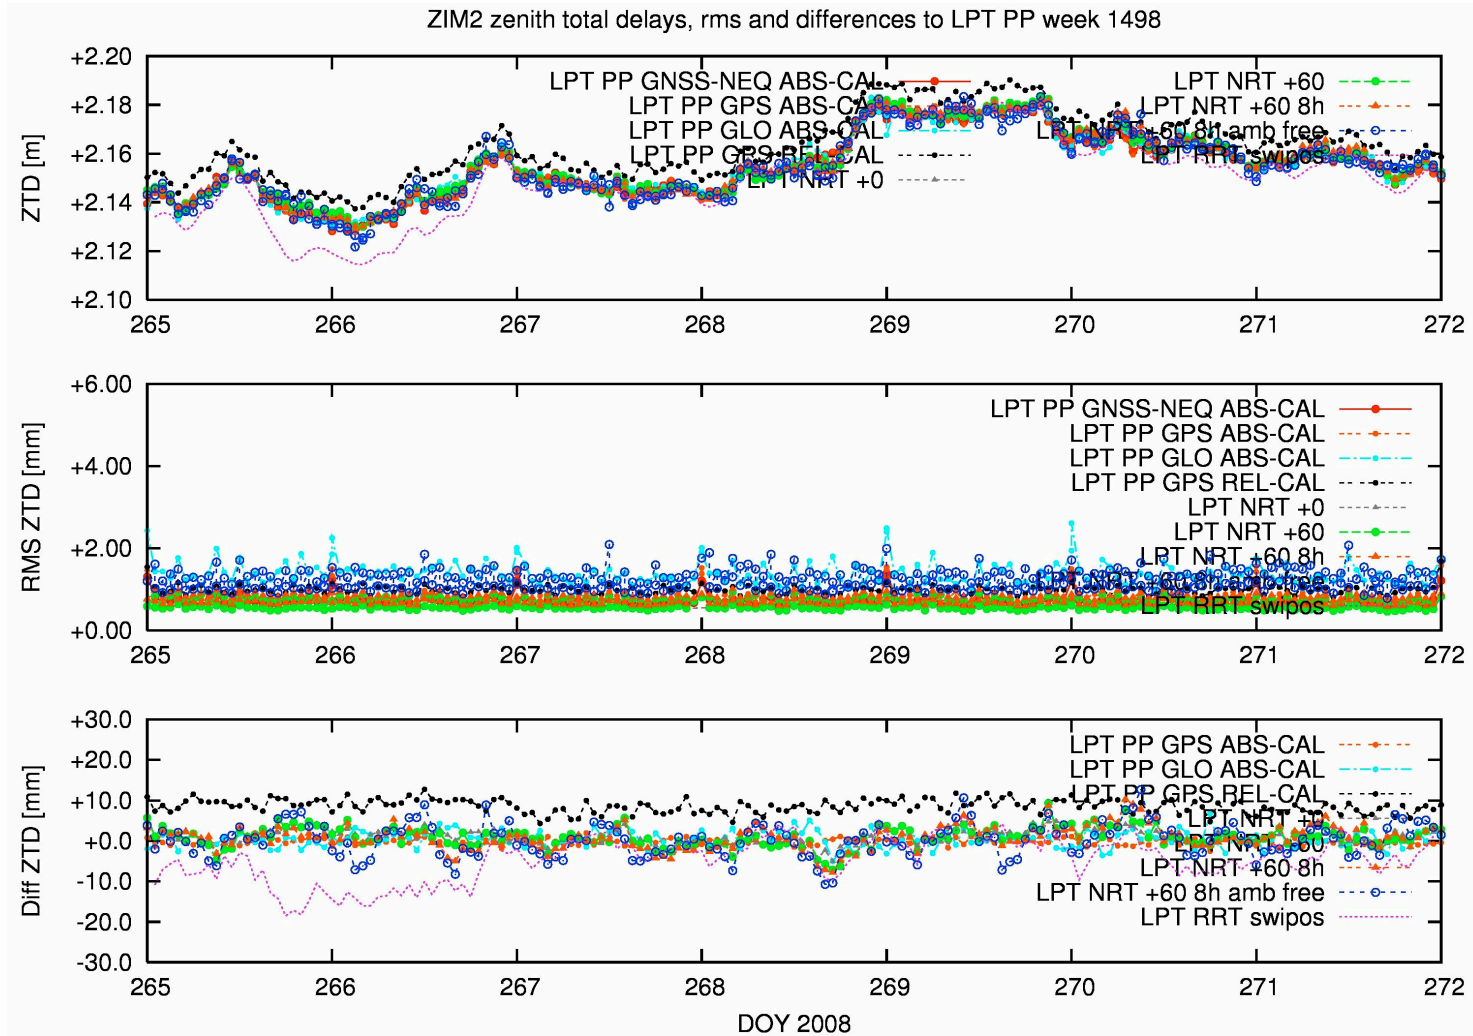 ZIM2 zenith total delays, rms and differences to LPT PP week 1498
ZTD [m]
+2.20
+2.18
+2.16
+2.14
+2.12
+2.10
LPT PP GNSS-NEQ ABS-CAL
LPT PP GPS ABS-CAL
LPT PP GLO ABS-CAL
LPT PP GPS REL-CAL
LPT NRT +0
LPT NRT +60
LPT NRT +60 8h
LPT NRT +60 8h amb free
LPT RRT swipos
265 266 267 268 269 270 271 272
RMS ZTD [mm]
+6.00
+4.00
+2.00
+0.00
LPT PP GNSS-NEQ ABS-CAL
LPT PP GPS ABS-CAL
LPT PP GLO ABS-CAL
LPT PP GPS REL-CAL
LPT NRT +0
LPT NRT +60
LPT NRT +60 8h
LPT NRT +60 8h amb free
LPT RRT swipos
265 266 267 268 269 270 271 272
Diff ZTD [mm]
+30.0
+20.0
+10.0
+0.0
-10.0
-20.0
-30.0
LPT PP GPS ABS-CAL
LPT PP GLO ABS-CAL
LPT PP GPS REL-CAL
LPT NRT +0
LPT NRT +60
LPT NRT +60 8h
LPT NRT +60 8h amb free
LPT RRT swipos
265 266 267 268 269 270 271 272
DOY 2008